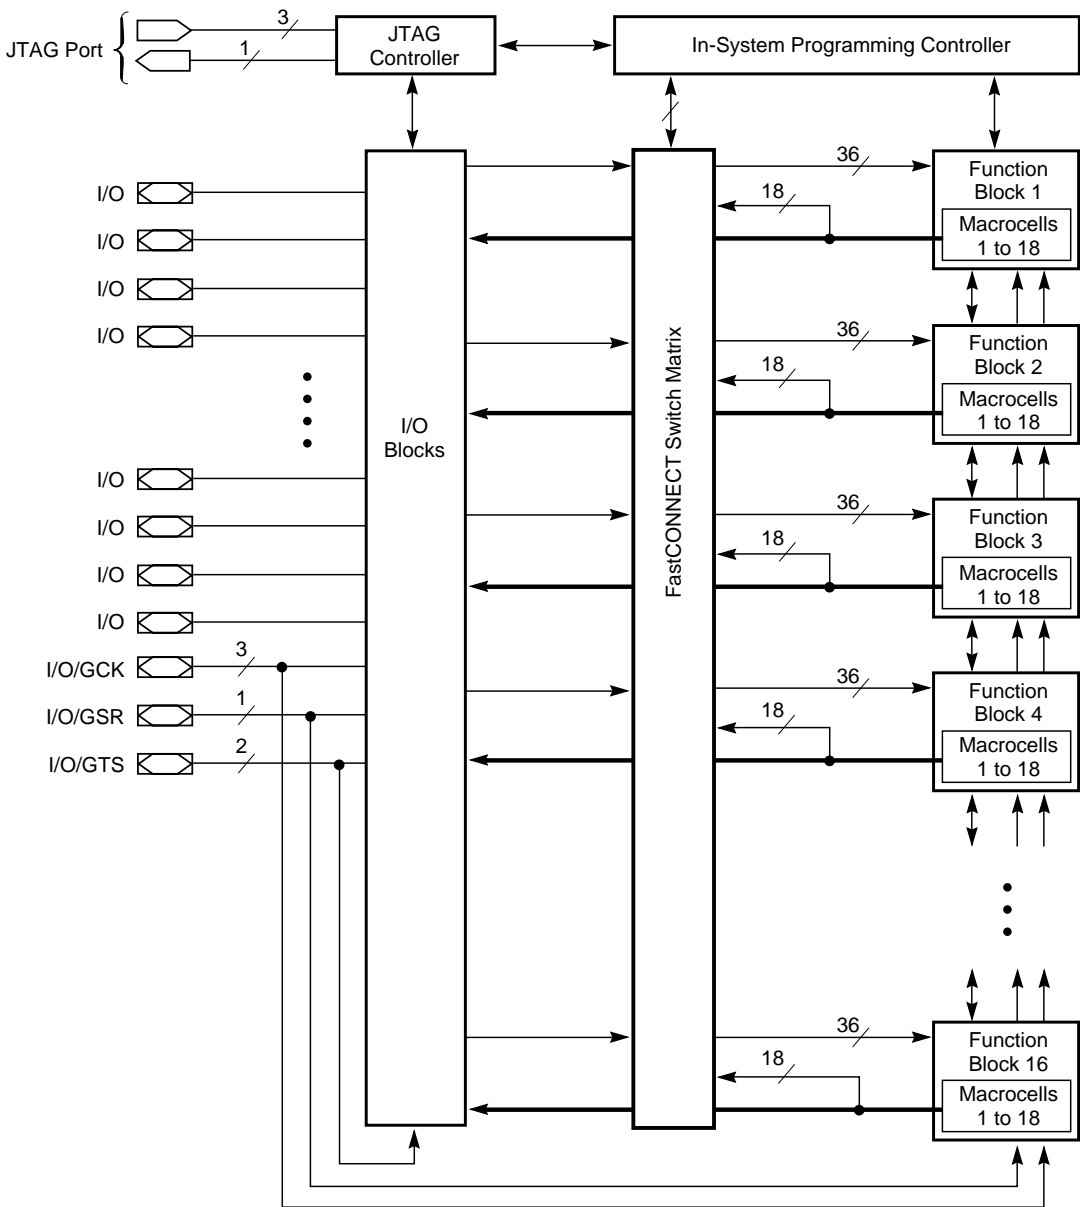 JTAG Port
3
1
JTAG
Controller
In-System Programming Controller
I/O
I/O
I/O
I/O
I/O
I/O
I/O
I/O
I/O/GCK
3
I/O/GSR
1
I/O/GTS
2
I/O
Blocks
FastCONNECT Switch Matrix
36
18
Function
Block 1
Macrocells
1 to 18
36
18
Function
Block 2
Macrocells
1 to 18
36
18
Function
Block 3
Macrocells
1 to 18
36
18
Function
Block 4
Macrocells
1 to 18
36
18
Function
Block 16
Macrocells
1 to 18